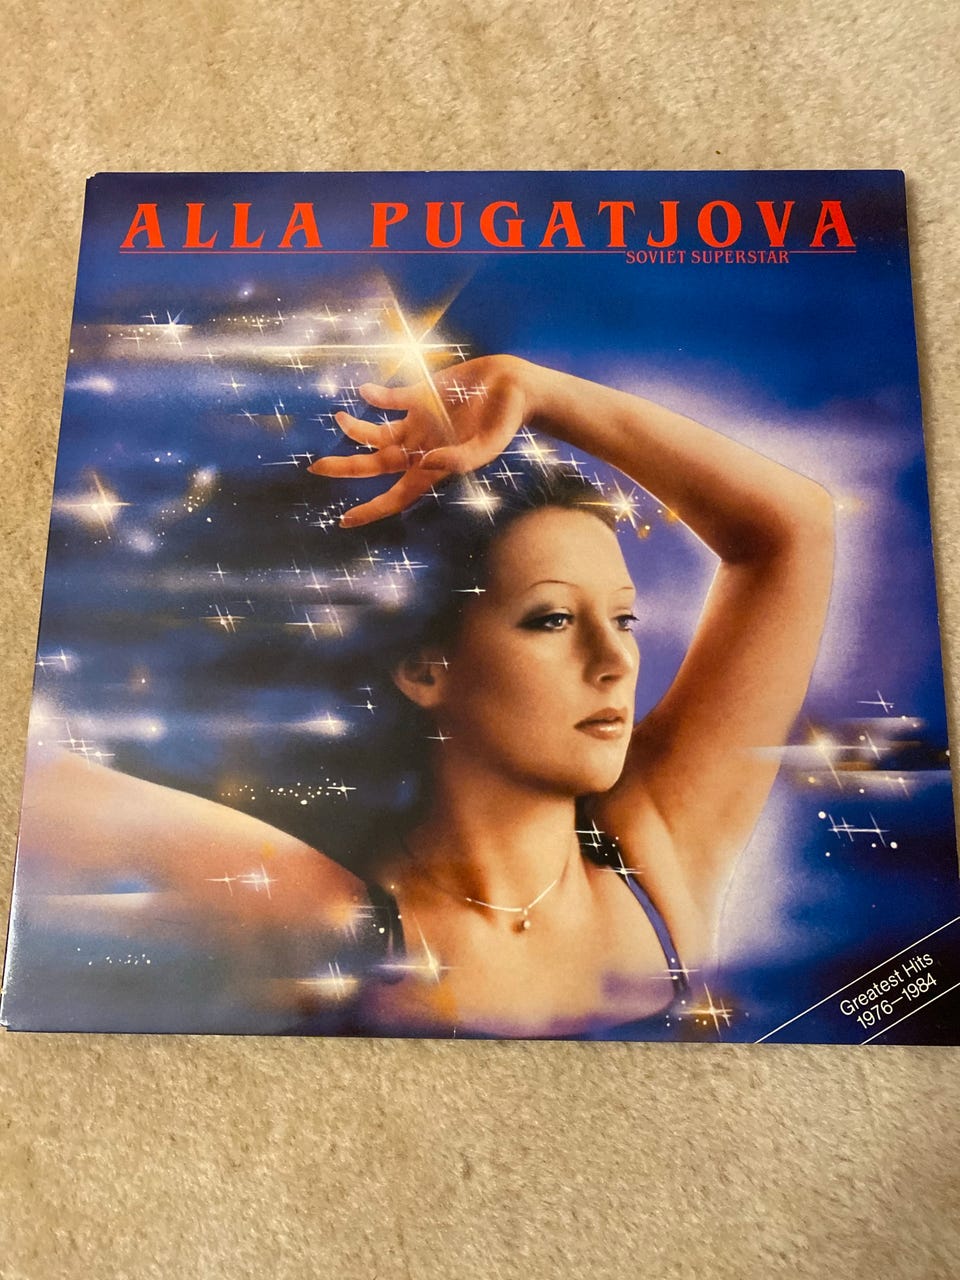 ALLA PUGATJOVA
SOVIET SUPERSTAR
Greatest Hits
1976—1984